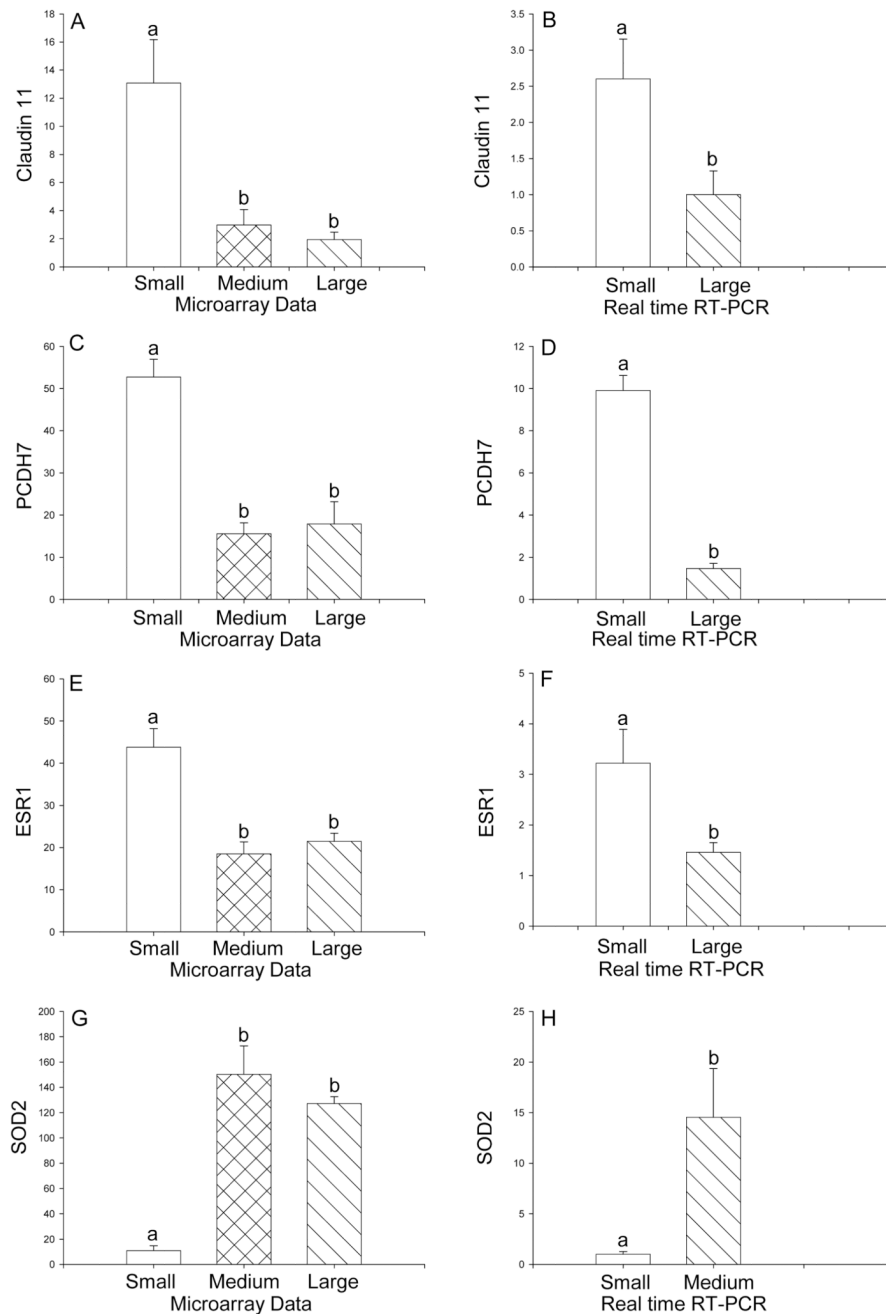 A
Claudin 11
18
16
14
12
10
8
6
4
2
0
a
b
b
Small Medium Large
Microarray Data
B
Claudin 11
3.5
3.0
2.5
2.0
1.5
1.0
0.5
0.0
a
b
Small Large
Real time RT-PCR
C
PCDH7
60
50
40
30
20
10
0
a
b
b
Small Medium Large
Microarray Data
D
PCDH7
12
10
8
6
4
2
0
a
b
Small Large
Real time RT-PCR
E
ESR1
60
50
40
30
20
10
0
a
b
b
Small Medium Large
Microarray Data
F
ESR1
5
4
3
2
1
0
a
b
Small Large
Real time RT-PCR
G
SOD2
200
180
160
140
120
100
80
60
40
20
0
a
b
b
Small Medium Large
Microarray Data
H
SOD2
25
20
15
10
5
0
a
b
Small Medium
Real time RT-PCR